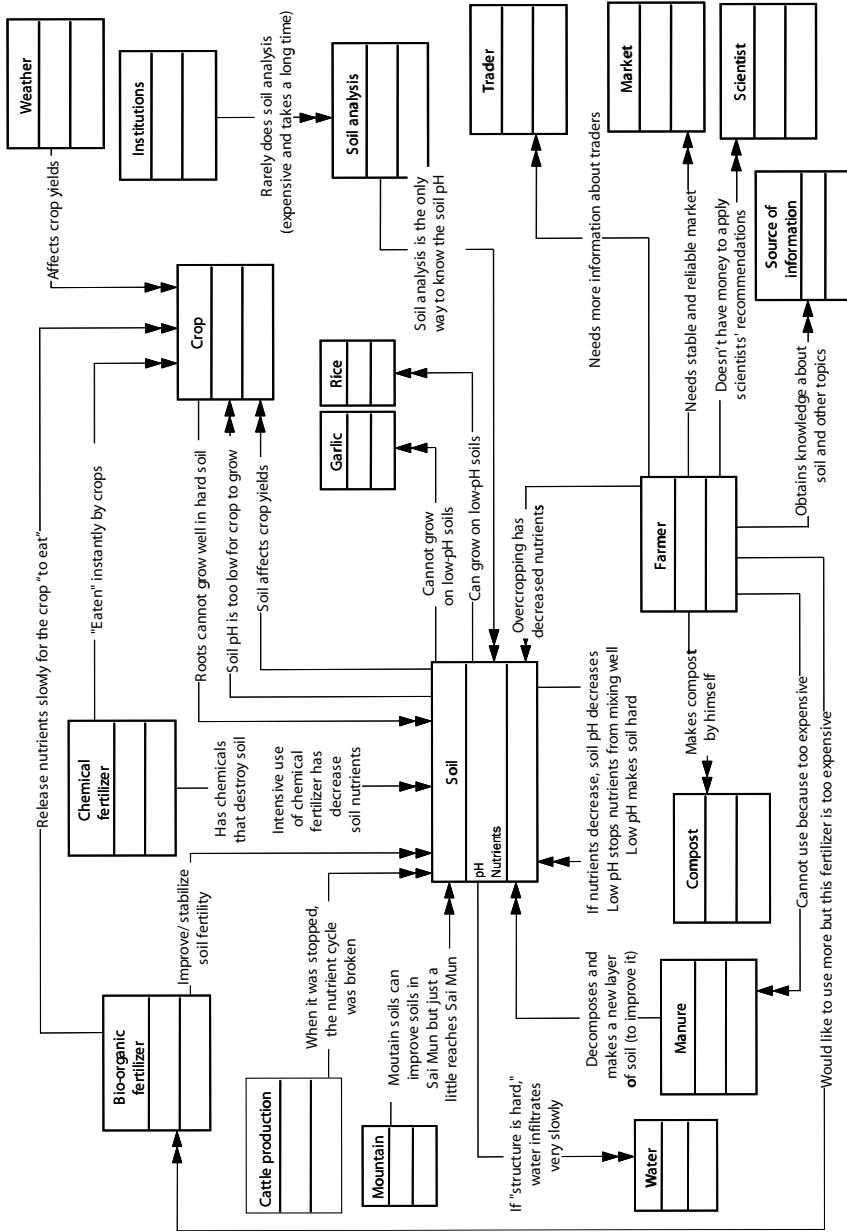 Weather
Affects crop yields
Institutions
Rarely does soil analysis
(expensive and takes a long time)
Soil analysis
Soil analysis is the only
way to know the soil pH
Release nutrients slowly for the crop “to eat”
"Eaten" instantly by crops
Crop
Roots cannot grow well in hard soil
Soil pH is too low for crop to grow
Soil affects crop yields
Rice
Garlic
Cannot grow
on low-pH soils
Can grow on low-pH soils
Trader
Needs more information about traders
Market
Needs stable and reliable market
Scientist
Doesn't have money to apply
scientists' recommendations
Source of
information
Obtains knowledge about
soil and other topics
Chemical
fertilizer
Has chemicals
that destroy soil
Intensive use
of chemical
fertilizer has
decrease
soil nutrients
Soil
pH
Nutrients
Overcropping has
decreased nutrients
Farmer
If nutrients decrease, soil pH decreases
Low pH stops nutrients from mixing well
Low pH makes soil hard
Makes compost
by himself
Compost
Bio-organic
fertilizer
Improve/ stabilize
soil fertility
Cattle production
When it was stopped,
the nutrient cycle
was broken
Mountain
Moutain soils can
improve soils in
Sai Mun but just a
little reaches Sai Mun
If "structure is hard,"
water infiltrates
very slowly
Water
Decomposes and
makes a new layer
of soil (to improve it)
Manure
Cannot use because too expensive
Would like to use more but this fertilizer is too expensive